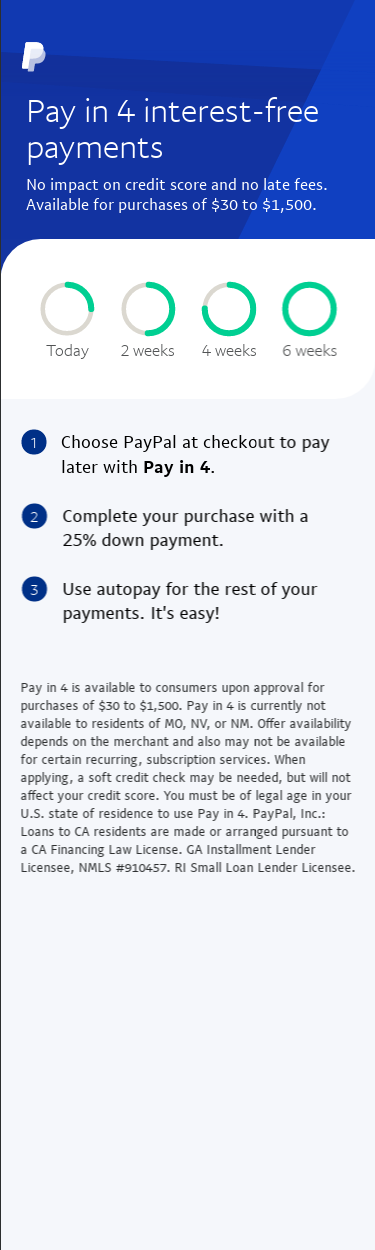 Pay in 4 interest-free
payments
No impact on credit score and no late fees.
Available for purchases of $30 to $1,500.
Today 2 weeks 4 weeks 6 weeks
1 Choose PayPal at checkout to pay
later with Pay in 4.
2 Complete your purchase with a
25% down payment.
3 Use autopay for the rest of your
payments. It's easy!
Pay in 4 is available to consumers upon approval for
purchases of $30 to $1,500. Pay in 4 is currently not
available to residents of MO, NV, or NM. Offer availability
depends on the merchant and also may not be available
for certain recurring, subscription services. When
applying, a soft credit check may be needed, but will not
affect your credit score. You must be of legal age in your
U.S. state of residence to use Pay in 4. PayPal, Inc.:
Loans to CA residents are made or arranged pursuant to
a CA Financing Law License. GA Installment Lender
Licensee, NMLS #910457. RI Small Loan Lender Licensee.